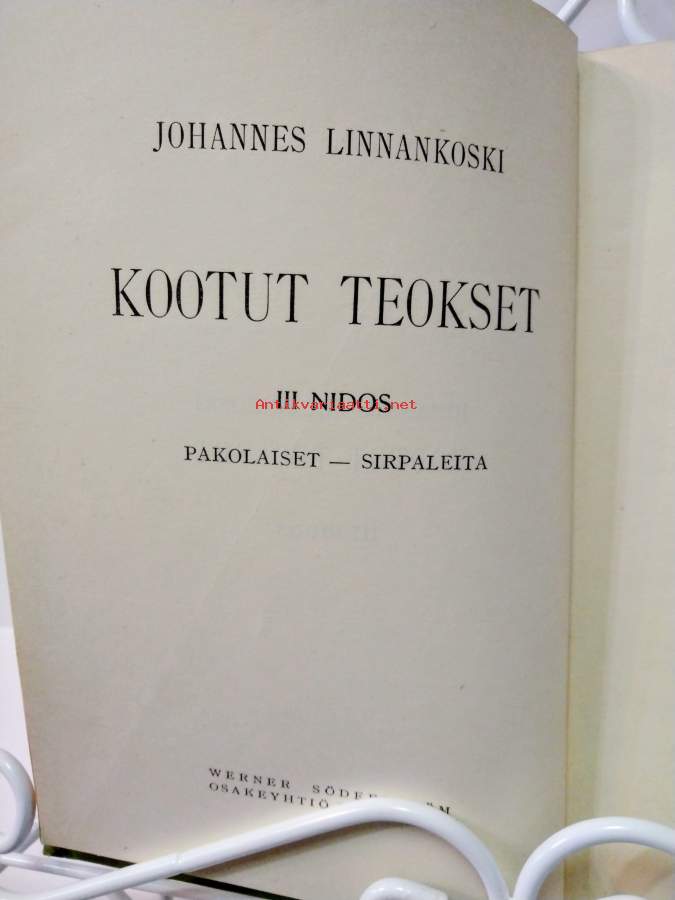 JOHANNES LINNANKOSKI
KOOTUT TEOKSET
III NIDOS
Antikvariaatti.net
PAKOLAISET — SIRPALEITA
WERNER
OSAKEYHTIÖ